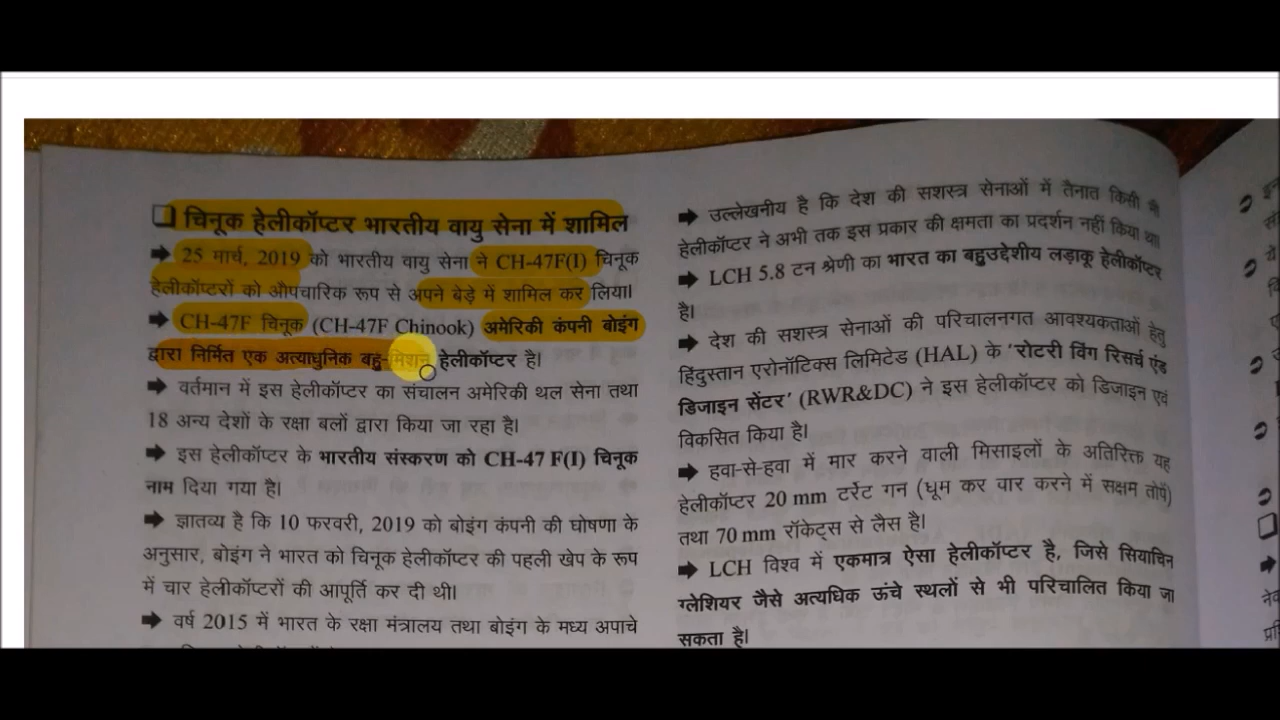 चिनूक हेलीकॉप्टर भारतीय वायु सेना में शामिल
➡ 25 मार्च, 2019 को भारतीय वायु सेना ने CH-47F(I) चिनूक
हेलीकॉप्टरों को औपचारिक रूप से अपने बेड़े में शामिल कर लिया।
➡ CH-47F चिनूक (CH-47F Chinook) अमेरिकी कंपनी बोइंग
द्वारा निर्मित एक अत्याधुनिक बहु-मिशन हेलीकॉप्टर है।
➡ वर्तमान में इस हेलीकॉप्टर का संचालन अमेरिकी थल सेना तथा
18 अन्य देशों के रक्षा बलों द्वारा किया जा रहा है।
➡ इस हेलीकॉप्टर के भारतीय संस्करण को CH-47 F(I) चिनूक
नाम दिया गया है।
➡ ज्ञातव्य है कि 10 फरवरी, 2019 को बोइंग कंपनी की घोषणा के
अनुसार, बोइंग ने भारत को चिनूक हेलीकॉप्टर की पहली खेप के रूप
में चार हेलीकॉप्टरों की आपूर्ति कर दी थी।
➡ वर्ष 2015 में भारत के रक्षा मंत्रालय तथा बोइंग के मध्य अपाचे
➡ उल्लेखनीय है कि देश की सशस्त्र सेनाओं में तैनात किसी भी
हेलीकॉप्टर ने अभी तक इस प्रकार की क्षमता का प्रदर्शन नहीं किया था।
➡ LCH 5.8 टन श्रेणी का भारत का बहुउद्देशीय लड़ाकू हेलीकॉप्टर
है।
➡ देश की सशस्त्र सेनाओं की परिचालनगत आवश्यकताओं हेतु
हिंदुस्तान एरोनॉटिक्स लिमिटेड (HAL) के 'रोटरी विंग रिसर्च एंड
डिजाइन सेंटर' (RWR&DC) ने इस हेलीकॉप्टर को डिजाइन एवं
विकसित किया है।
➡ हवा-से-हवा में मार करने वाली मिसाइलों के अतिरिक्त यह
हेलीकॉप्टर 20 mm टर्रेट गन (घूम कर वार करने में सक्षम तोपें)
तथा 70 mm रॉकेट्स से लैस है।
➡ LCH विश्व में एकमात्र ऐसा हेलीकॉप्टर है, जिसे सियाचिन
ग्लेशियर जैसे अत्यधिक ऊंचे स्थलों से भी परिचालित किया जा
सकता है।